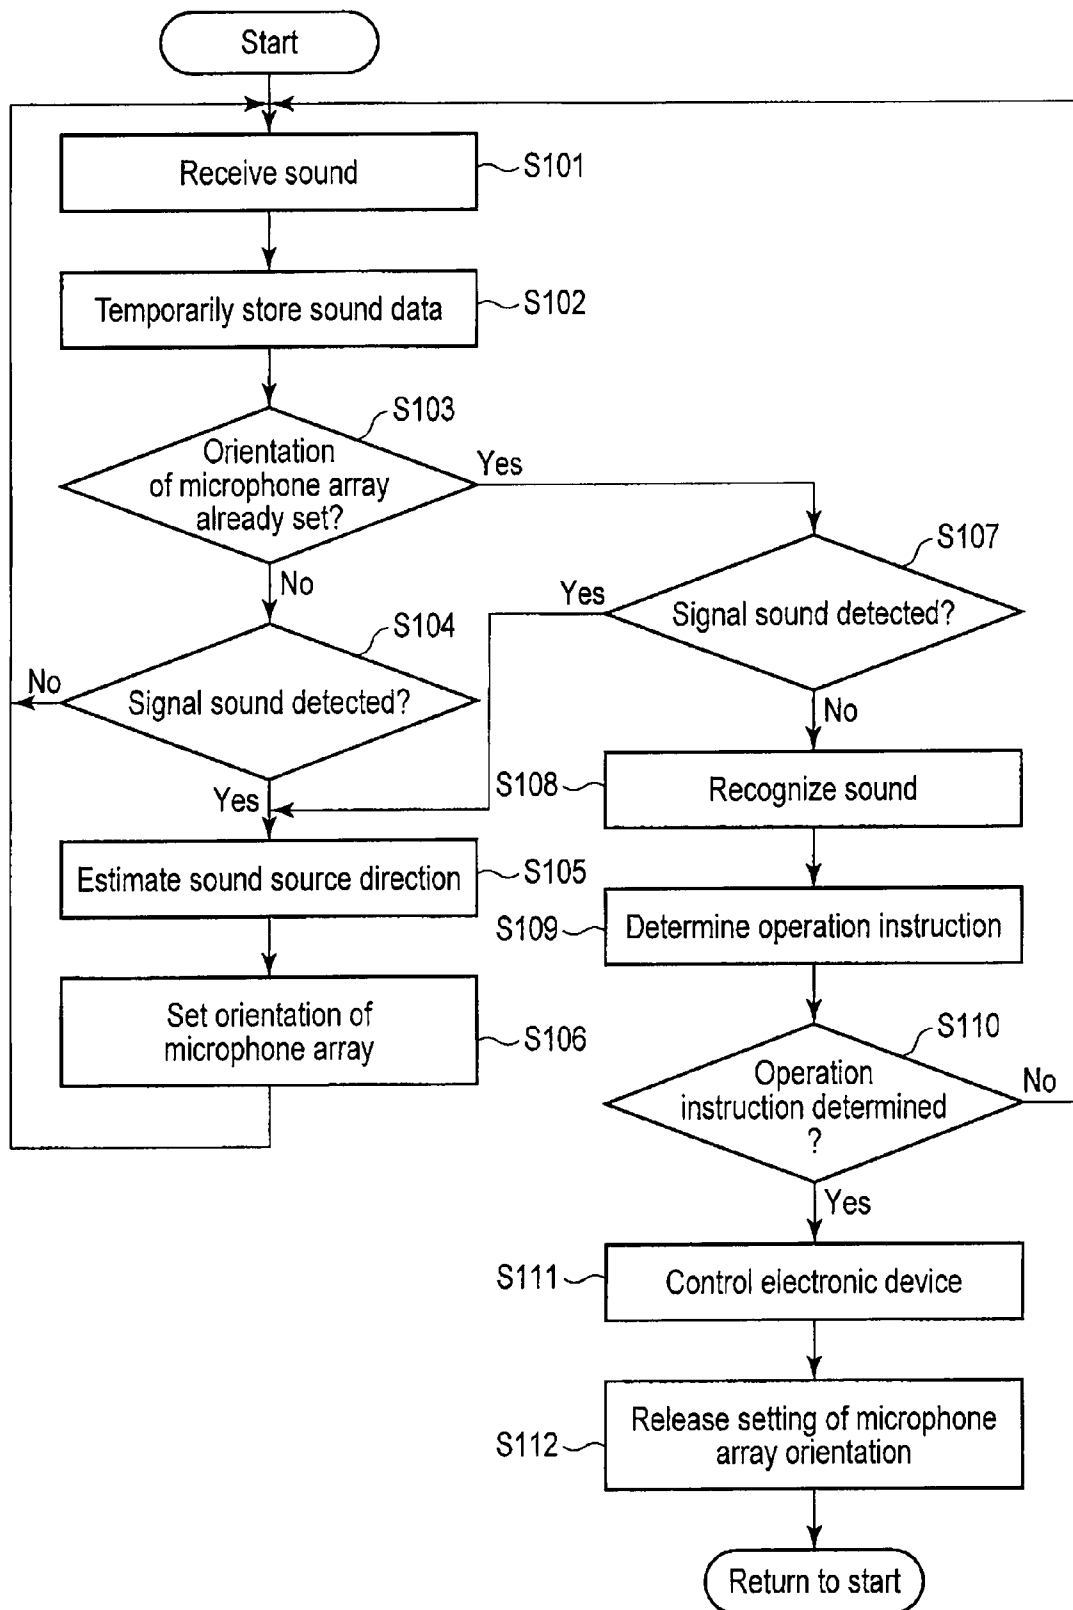 Start
Receive sound
S101
Temporarily store sound data
S102
S103
Orientation
of microphone array
already set?
Yes
No
S104
Signal sound detected?
No
Yes
Estimate sound source direction
S105
Set orientation of
microphone array
S106
S107
Signal sound detected?
Yes
No
S108
Recognize sound
S109
Determine operation instruction
S110
Operation
instruction determined
?
No
Yes
S111
Control electronic device
S112
Release setting of microphone
array orientation
Return to start